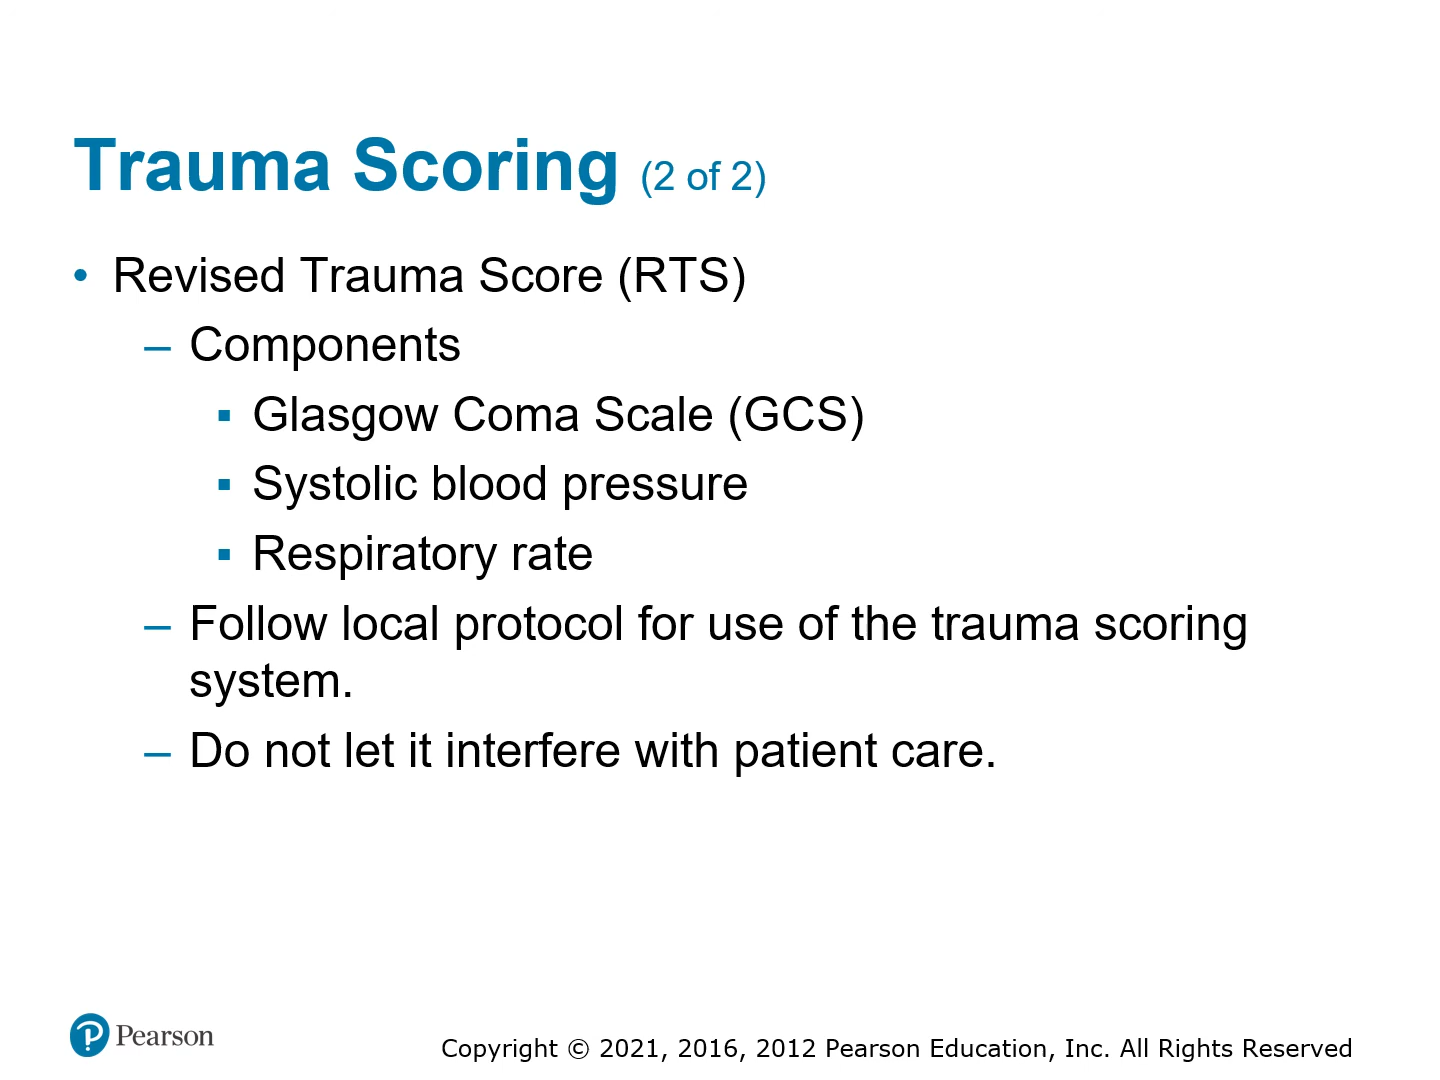 Trauma Scoring (2 of 2)
• Revised Trauma Score (RTS)
– Components
▪ Glasgow Coma Scale (GCS)
▪ Systolic blood pressure
▪ Respiratory rate
– Follow local protocol for use of the trauma scoring
system.
– Do not let it interfere with patient care.
Pearson
Copyright © 2021, 2016, 2012 Pearson Education, Inc. All Rights Reserved